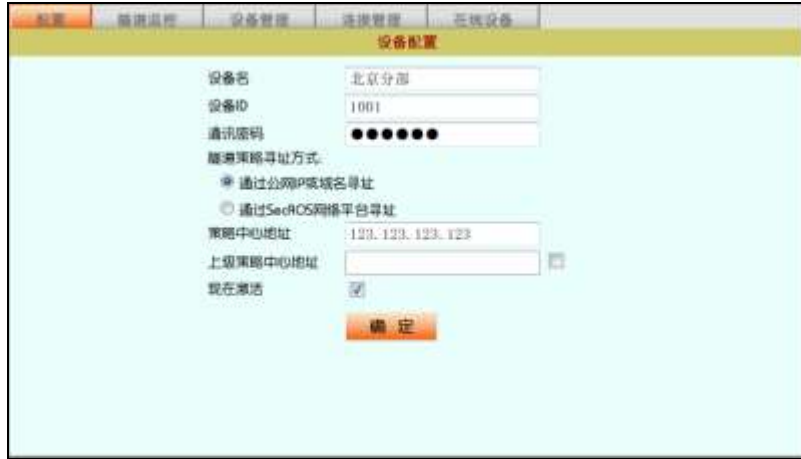 配置 隧道监控 设备管理 连接管理 在线设备
设备配置
设备名 北京分部
设备ID 1001
通讯密码 ●●●●●●
隧道策略寻址方式:
通过公网IP或域名寻址
通过SecROS网络平台寻址
策略中心地址 123.123.123.123
上级策略中心地址
现在激活
确 定